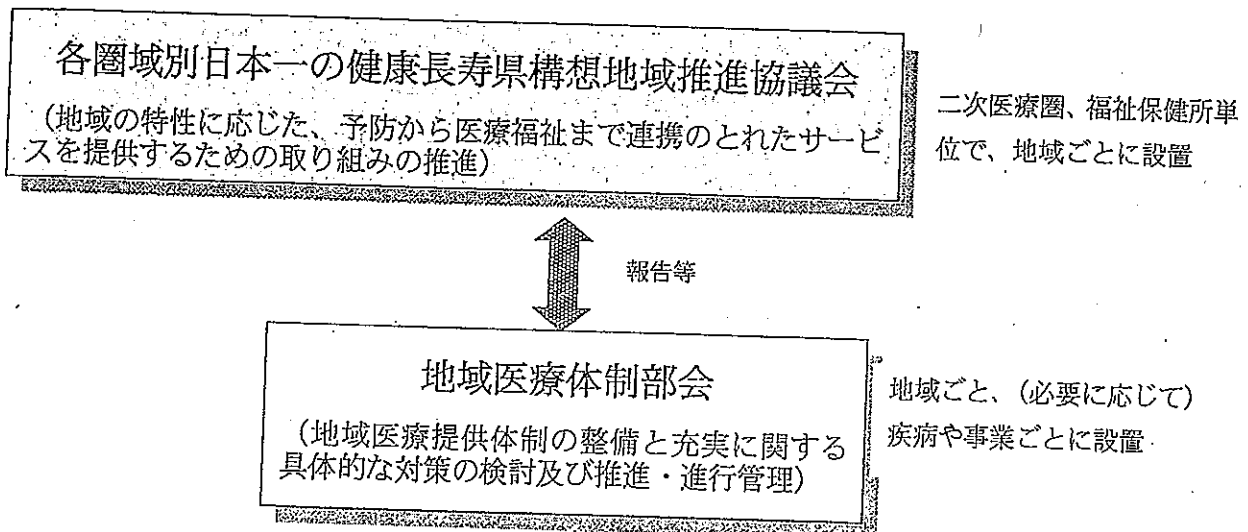 各圏域別日本一の健康長寿県構想地域推進協議会
（地域の特性に応じた、予防から医療福祉まで連携のとれたサービ
スを提供するための取り組みの推進）
二次医療圏、福祉保健所単
位で、地域ごとに設置
報告等
地域医療体制部会
（地域医療提供体制の整備と充実に関する
具体的な対策の検討及び推進・進行管理）
地域ごと、（必要に応じて）
疾病や事業ごとに設置